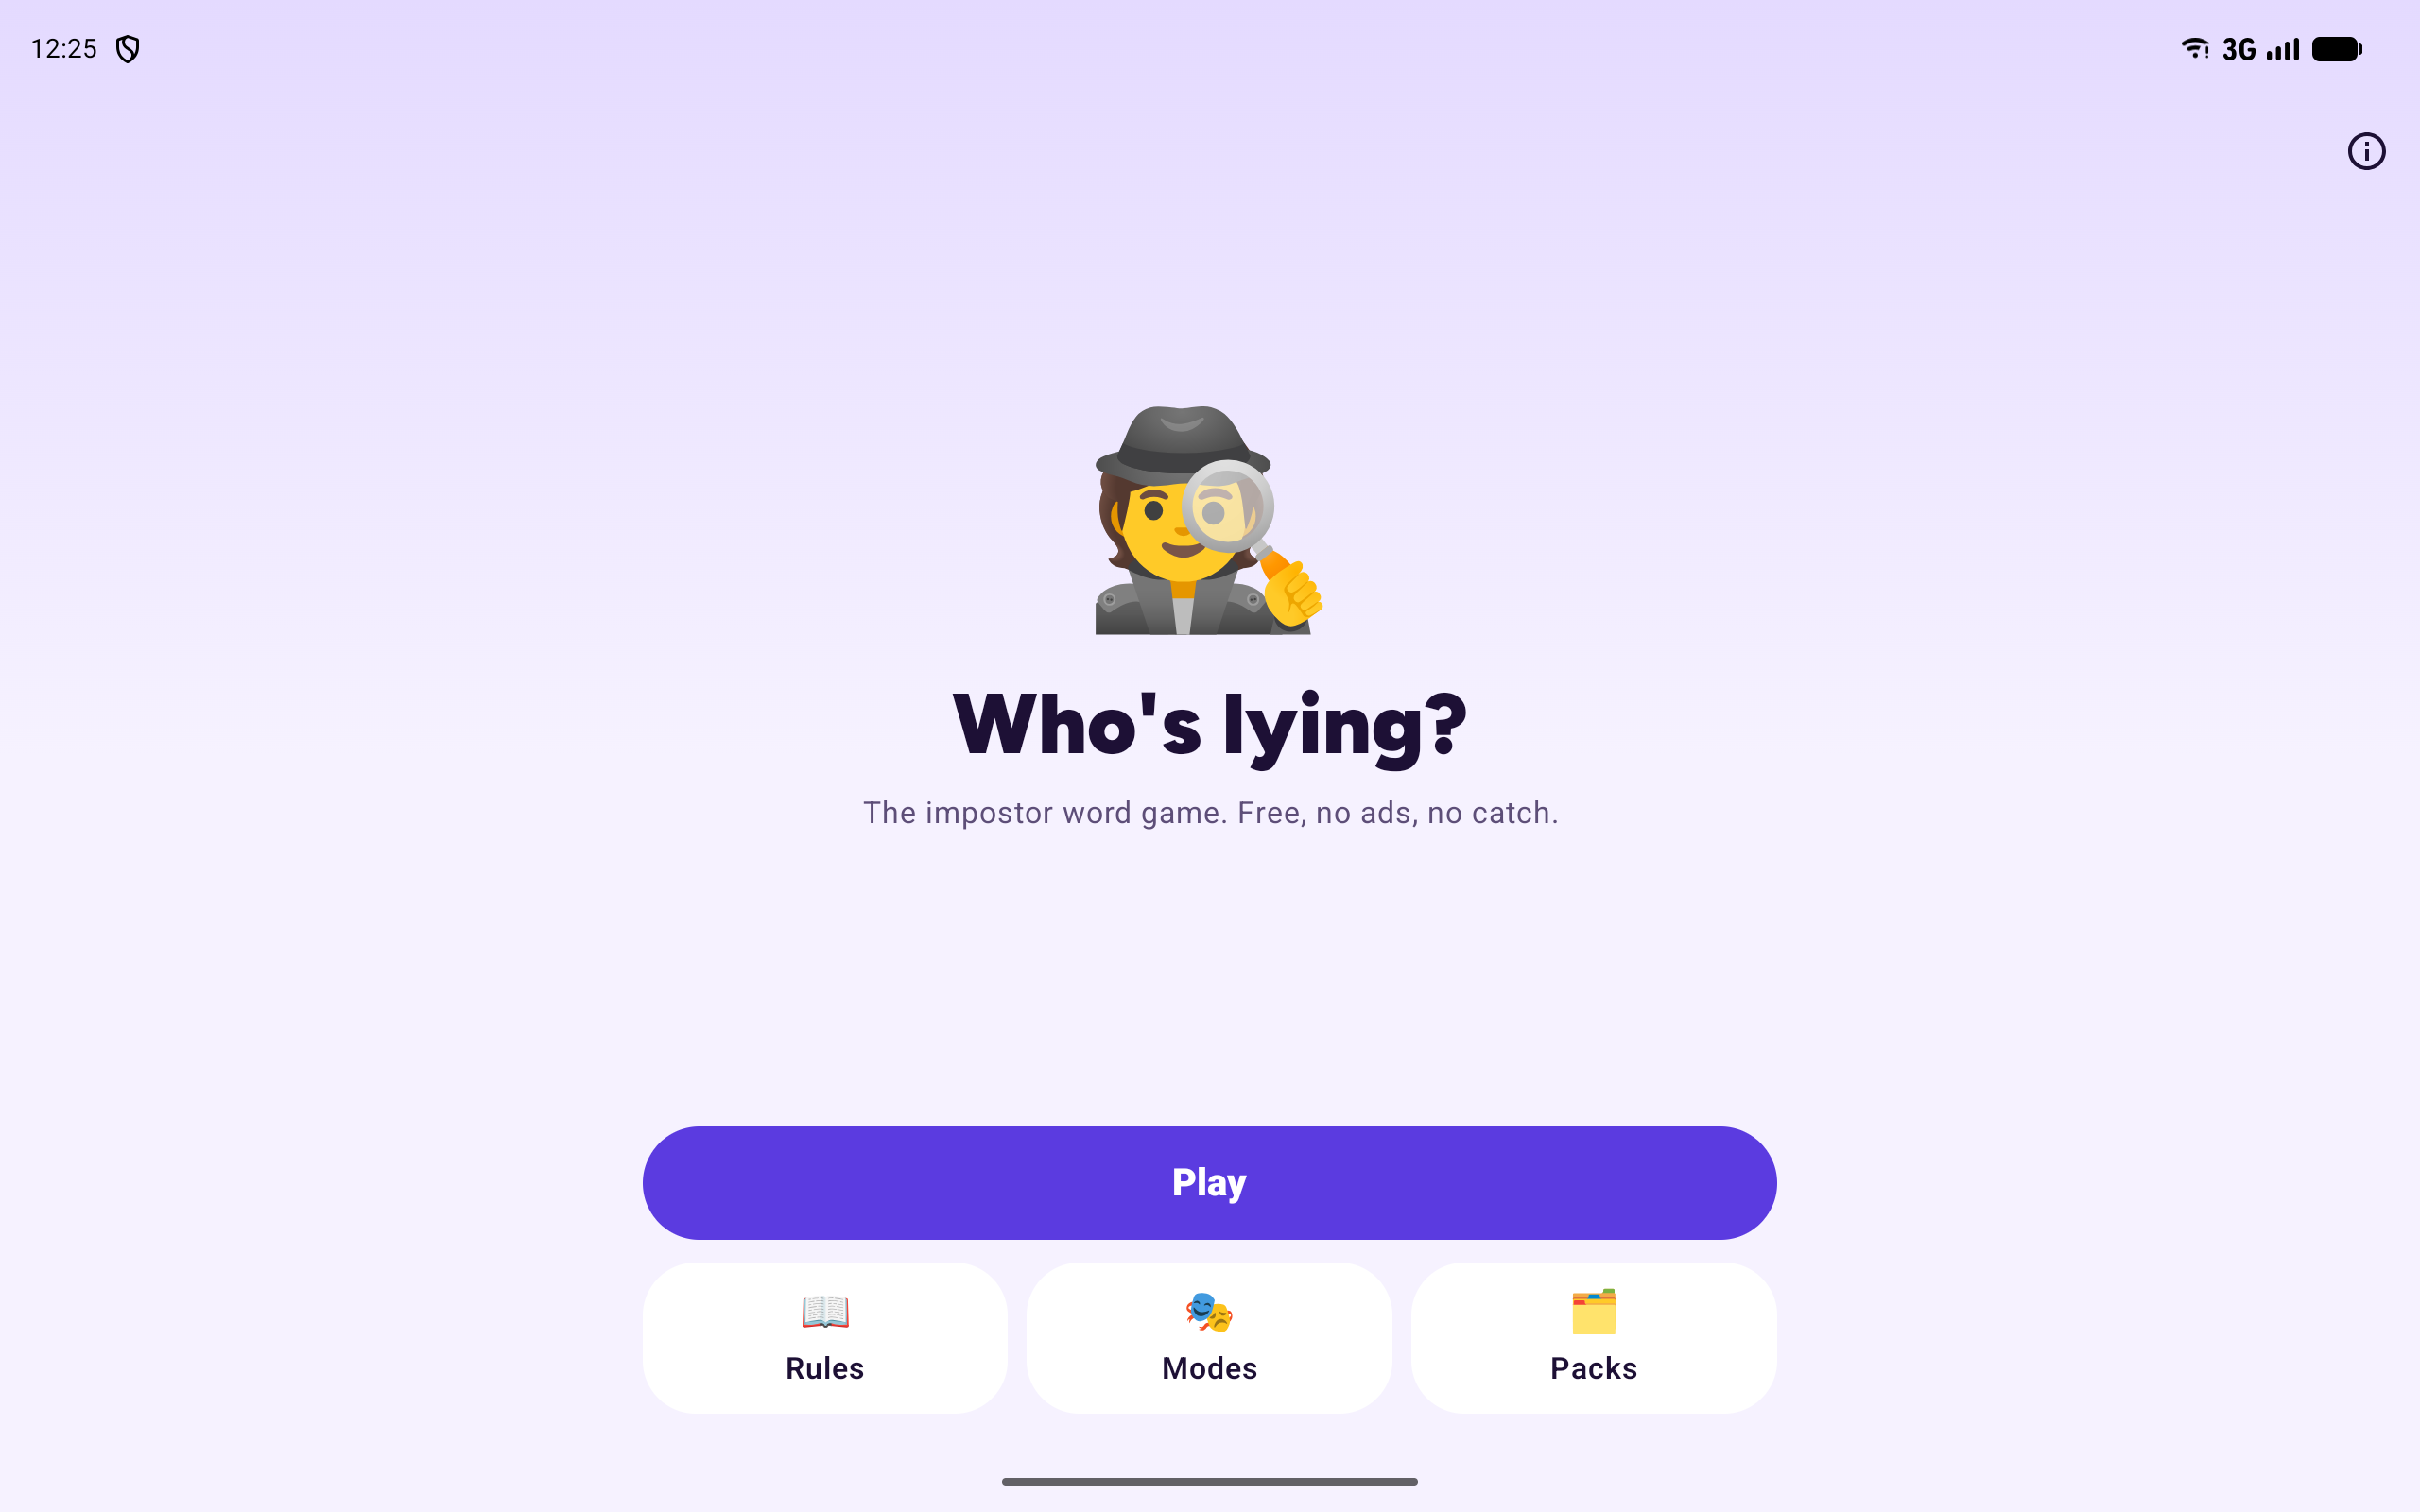 12:25
3G
Who's lying?
The impostor word game. Free, no ads, no catch.
Play
Rules
Modes
Packs